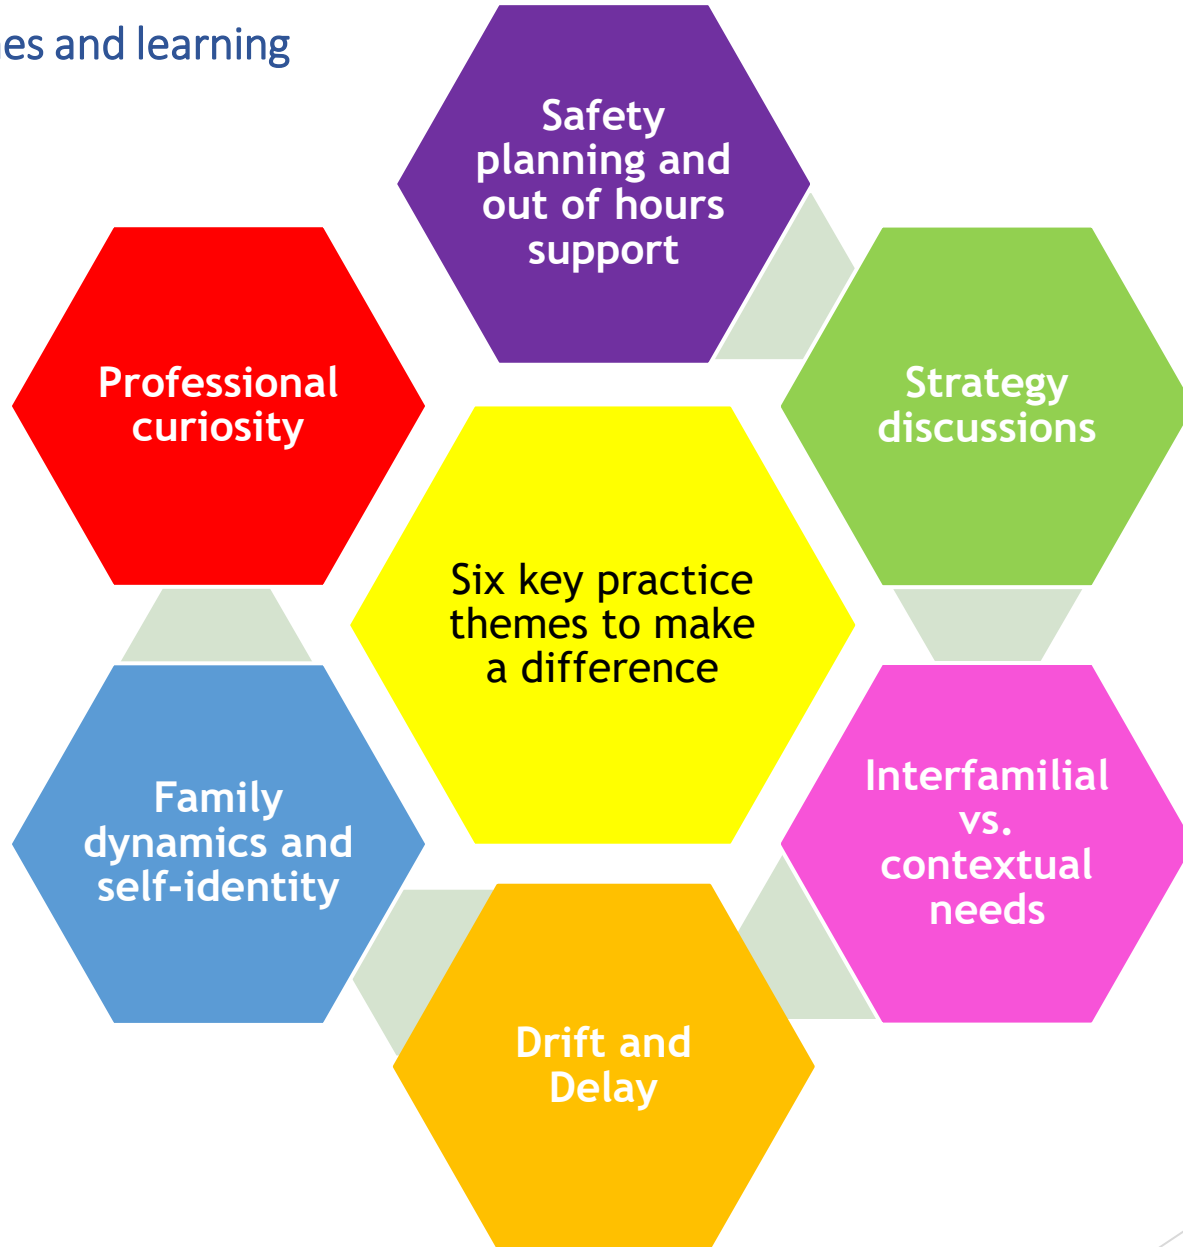 and learning
Safety
planning and
out of hours
support
Strategy
discussions
Interfamilial
vs.
contextual
needs
Drift and
Delay
Family
dynamics and
self-identity
Professional
curiosity
Six key practice
themes to make
a difference